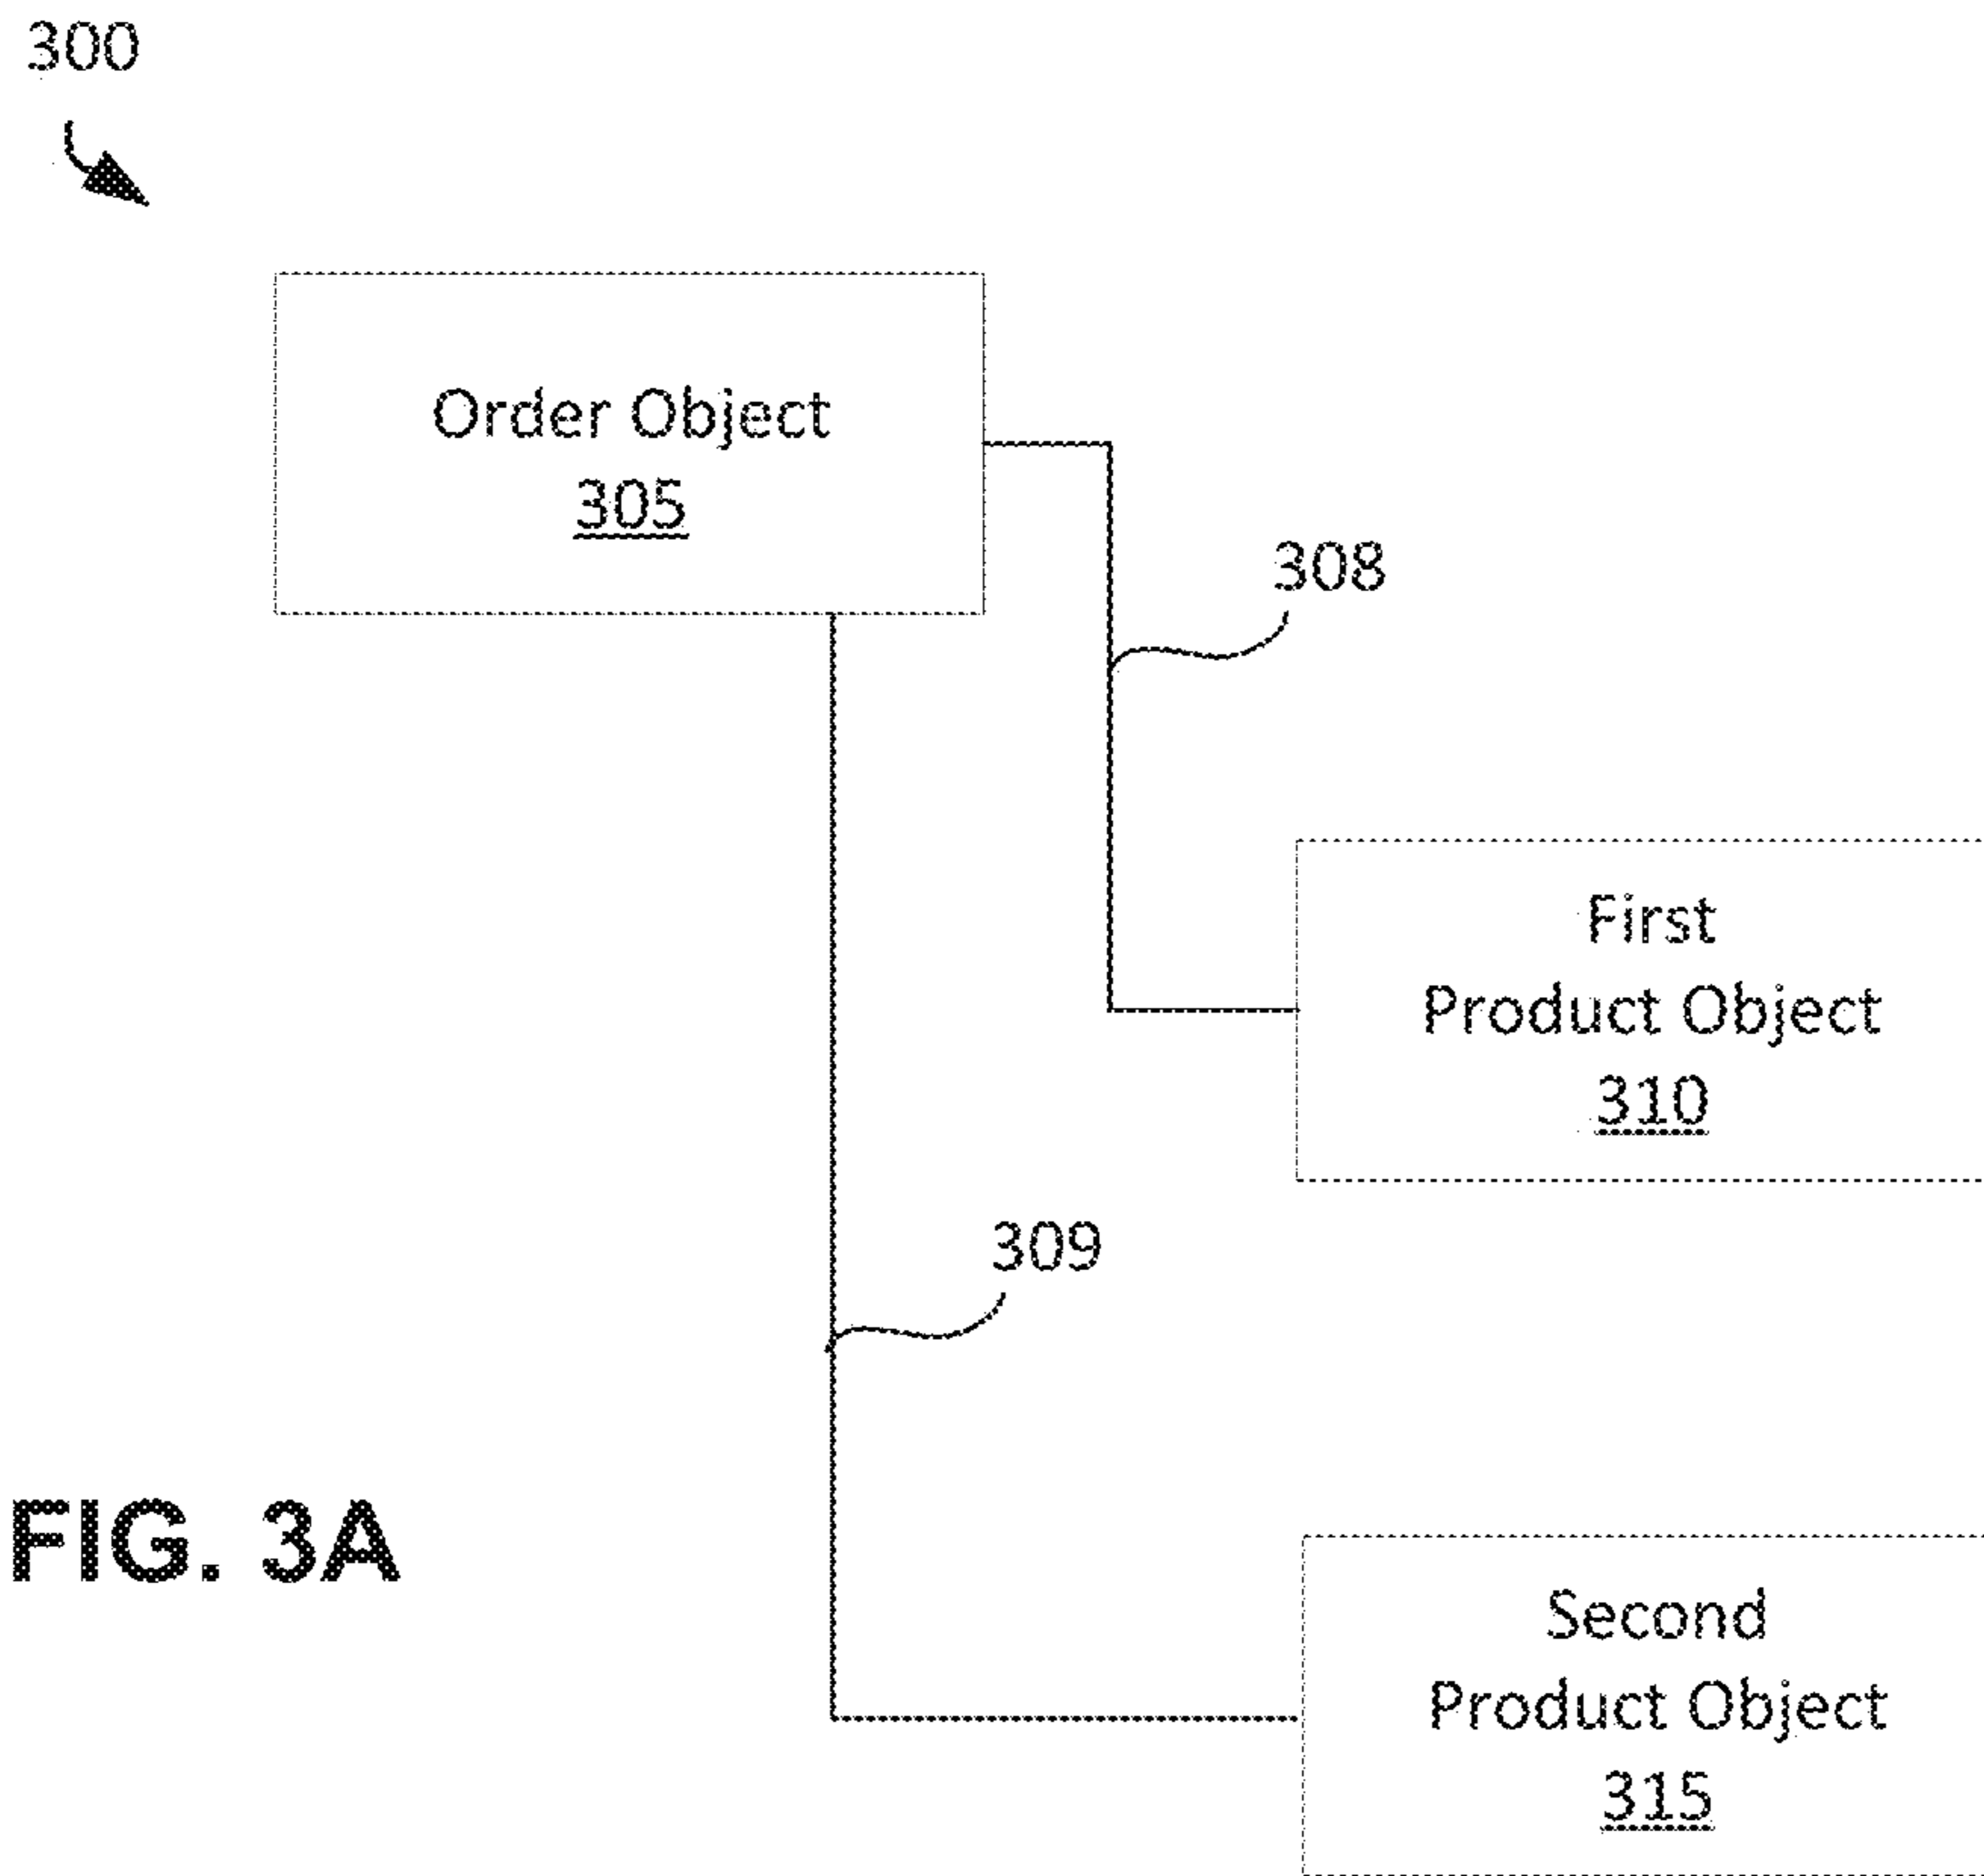 300
Order Object
305
308
First
Product Object
310
309
FIG. 3A
Second
Product Object
315